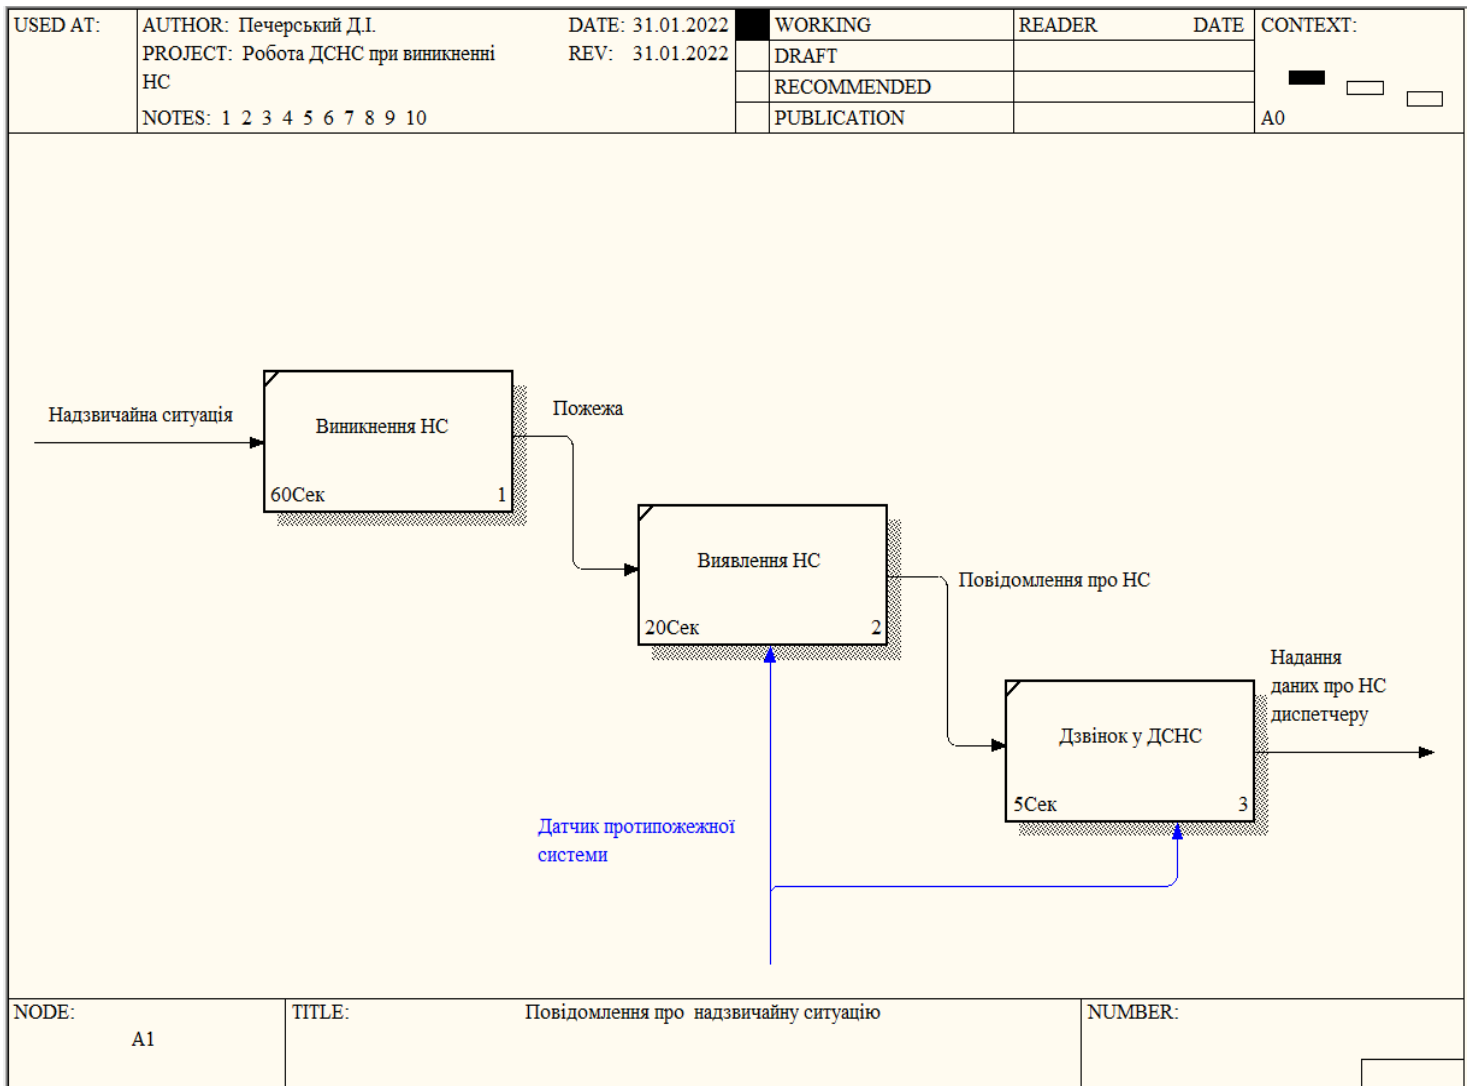 USED AT:
AUTHOR: Печерський Д.І.
DATE: 31.01.2022
PROJECT: Робота ДСНС при виникненні
НС
REV: 31.01.2022
NOTES: 1 2 3 4 5 6 7 8 9 10
WORKING
DRAFT
RECOMMENDED
PUBLICATION
READER DATE
CONTEXT:
A0
Надзвичайна ситуація
Виникнення НС
60Сек 1
Пожежа
Виявлення НС
20Сек 2
Повідомлення про НС
Дзвінок у ДСНС
5Сек 3
Надання
даних про НС
диспетчеру
Датчик протипожежної
системи
NODE:
A1
TITLE:
Повідомлення про надзвичайну ситуацію
NUMBER: